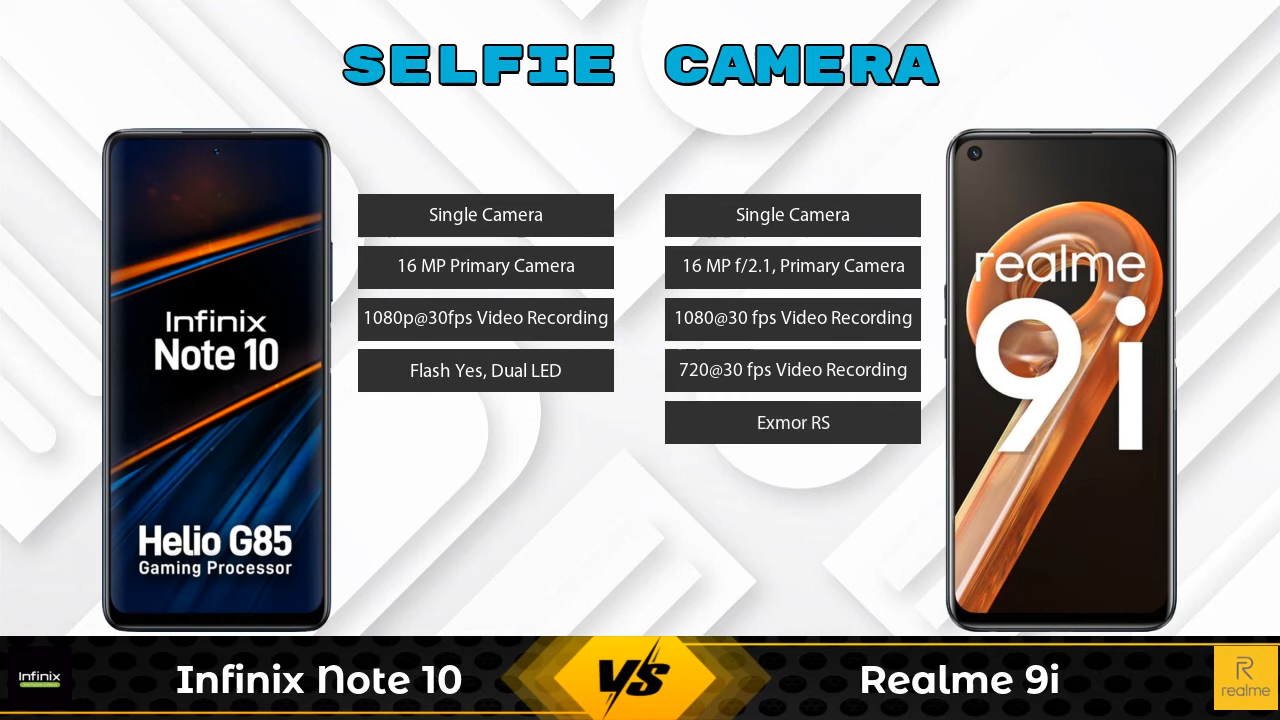 SELFIE CAMERA
Infinix
Note 10
Helio G85
Gaming Processor
Single Camera
16 MP Primary Camera
1080p@30fps Video Recording
Flash Yes, Dual LED
Single Camera
16 MP f/2.1, Primary Camera
1080@30 fps Video Recording
720@30 fps Video Recording
Exmor RS
realme
9i
Infinix
Infinix Note 10
VS
Realme 9i
R
realme